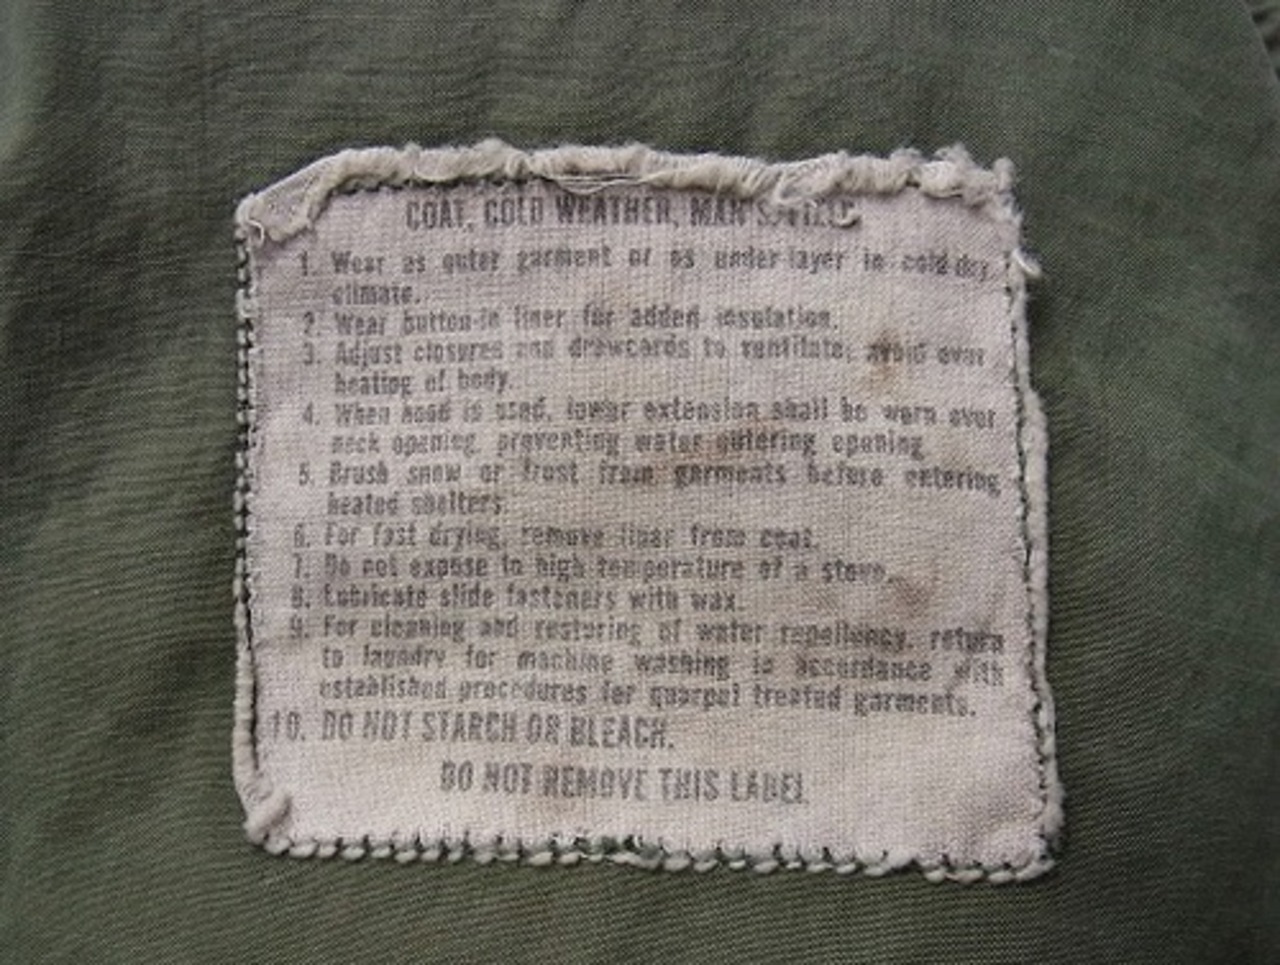 COAT, COLD WEATHER, MAN'S, FIELD
1. Wear as outer garment or as under-layer in cold-dry
climate.
2. Wear button-in liner for added insulation.
3. Adjust closures and drawcords to ventilate; avoid over
heating of body.
4. When hood is used, lower extension shall be worn over
neck opening, preventing water entering opening.
5. Brush snow or frost from garments before entering
heated shelters.
6. For fast drying, remove liner from coat.
7. Do not expose to high temperature of a stove.
8. Lubricate slide fasteners with wax.
9. For cleaning and restoring of water repellency, return
to laundry for machine washing in accordance with
established procedures for quarpel treated garments.
10. DO NOT STARCH OR BLEACH.
DO NOT REMOVE THIS LABEL